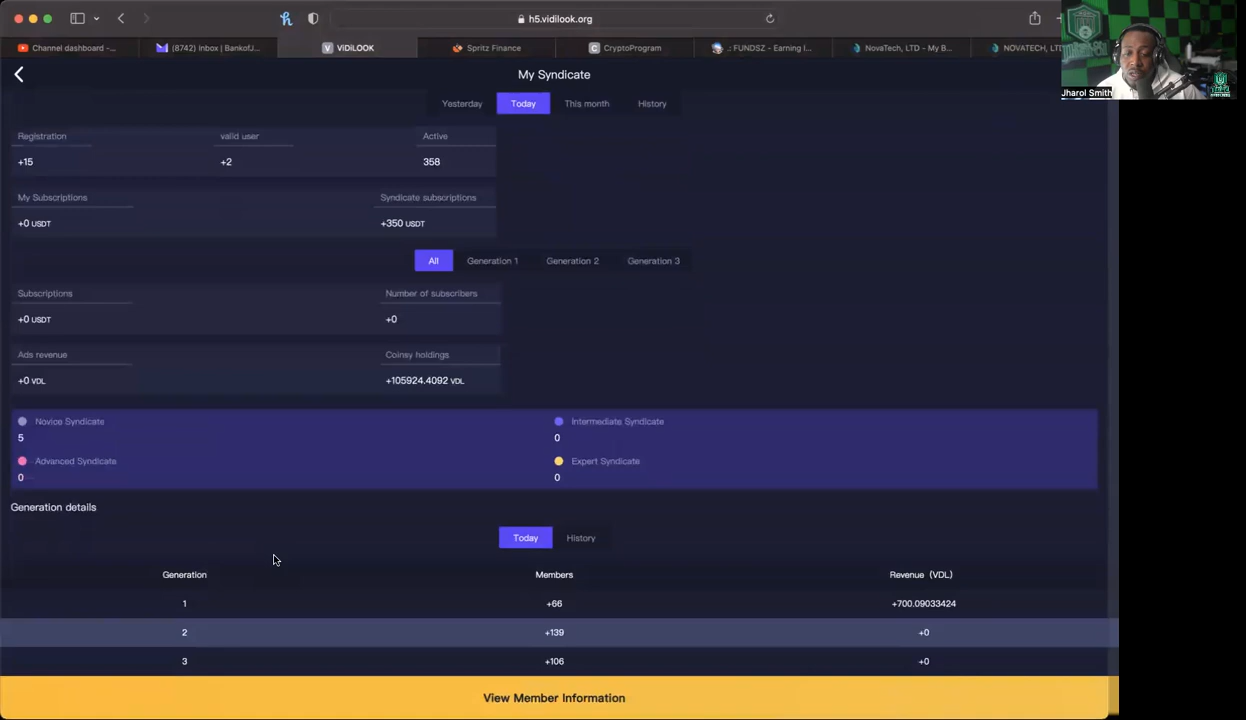 h5.vidilook.org
Channel dashboard -...
(8742) Inbox | BankofJ...
ViDiLOOK
Spritz Finance
CryptoProgram
.: FUNDSZ - Earning I...
NovaTech, LTD - My B...
NOVATECH, LTD
Jharol Smith
My Syndicate
Yesterday Today This month History
Registration valid user Active
+15 +2 358
My Subscriptions Syndicate subscriptions
+0 USDT +350 USDT
All Generation 1 Generation 2 Generation 3
Subscriptions Number of subscribers
+0 USDT +0
Ads revenue Coinsy holdings
+0 VDL +105924.4092 VDL
Novice Syndicate Intermediate Syndicate
5 0
Advanced Syndicate Expert Syndicate
0 0
Generation details
Today History
Generation Members Revenue (VDL)
1 +66 +700.09033424
2 +139 +0
3 +106 +0
View Member Information